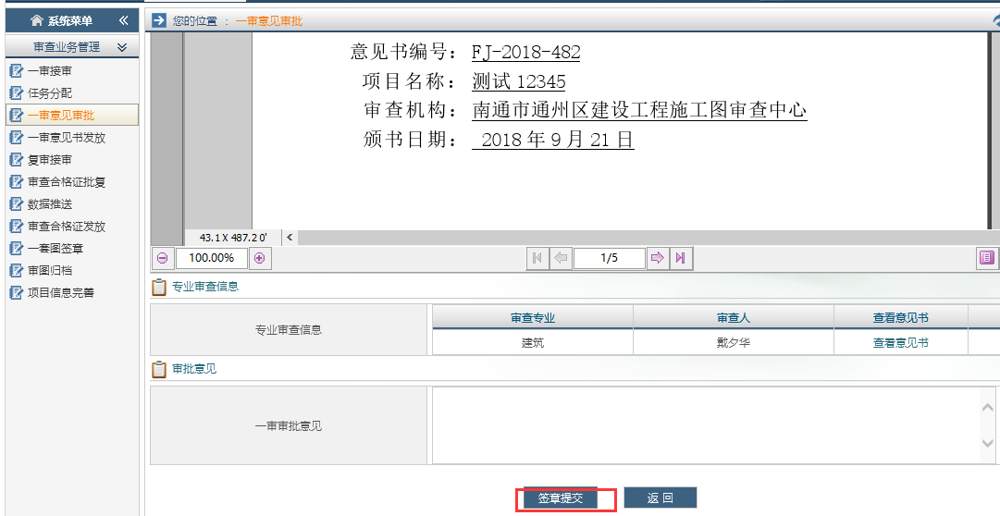 系统菜单 «
审查业务管理
一审接审
任务分配
一审意见审批
一审意见书发放
复审接审
审查合格证批复
数据推送
审查合格证发放
一套图签章
审图归档
项目信息完善
您的位置 ： 一审意见审批
意见书编号： FJ-2018-482
项目名称： 测试 12345
审查机构： 南通市通州区建设工程施工图审查中心
颁书日期： 2018 年 9 月 21 日
43.1 X 487.2 0'
100.00% 1/5
专业审查信息
专业审查信息
审查专业 审查人 查看意见书
建筑 戴夕华 查看意见书
审批意见
一审审批意见
签章提交 返 回